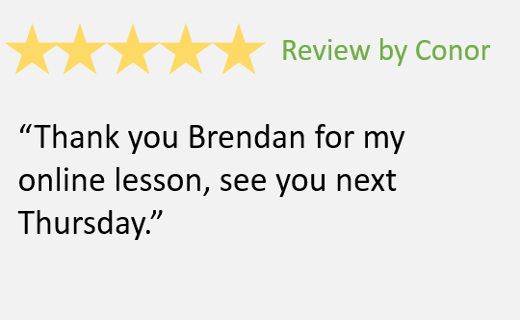 Review by Conor
“Thank you Brendan for my
online lesson, see you next
Thursday.”